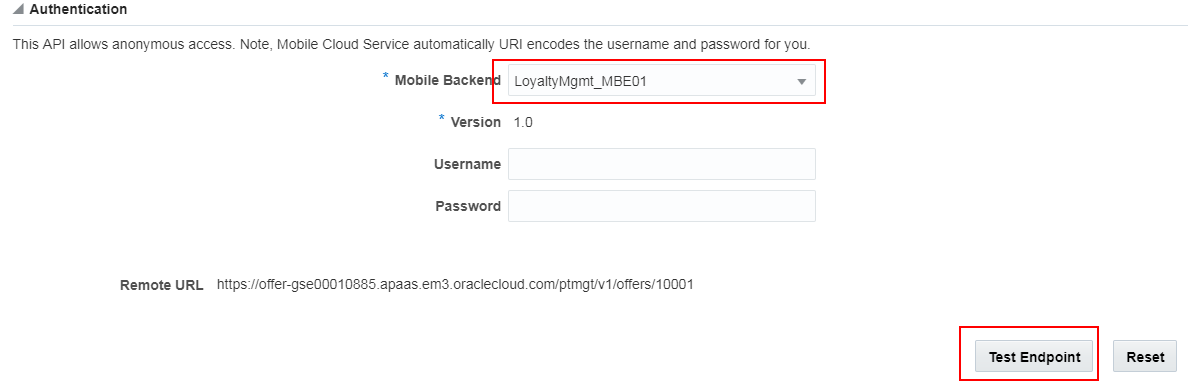 Authentication
This API allows anonymous access. Note, Mobile Cloud Service automatically URI encodes the username and password for you.
* Mobile Backend LoyaltyMgmt_MBE01
* Version 1.0
Username
Password
Remote URL https://offer-gse00010885.apaas.em3.oraclecloud.com/ptmgt/v1/offers/10001
Test Endpoint Reset